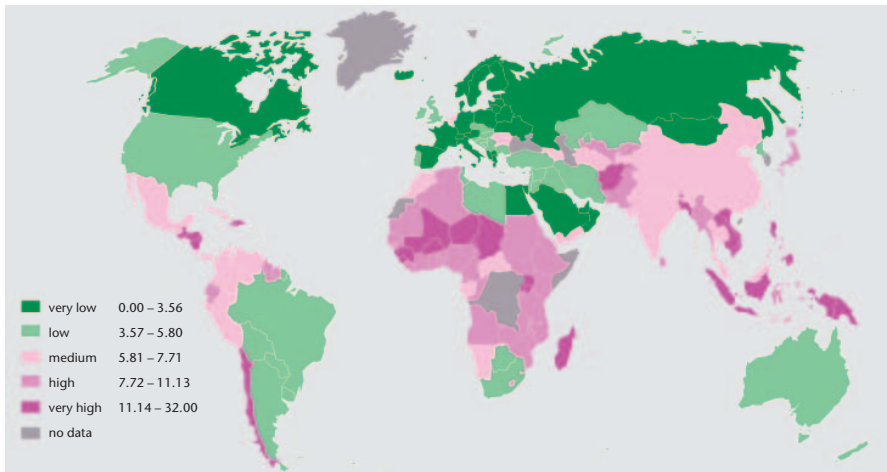 very low 0.00 – 3.56
low 3.57 – 5.80
medium 5.81 – 7.71
high 7.72 – 11.13
very high 11.14 – 32.00
no data